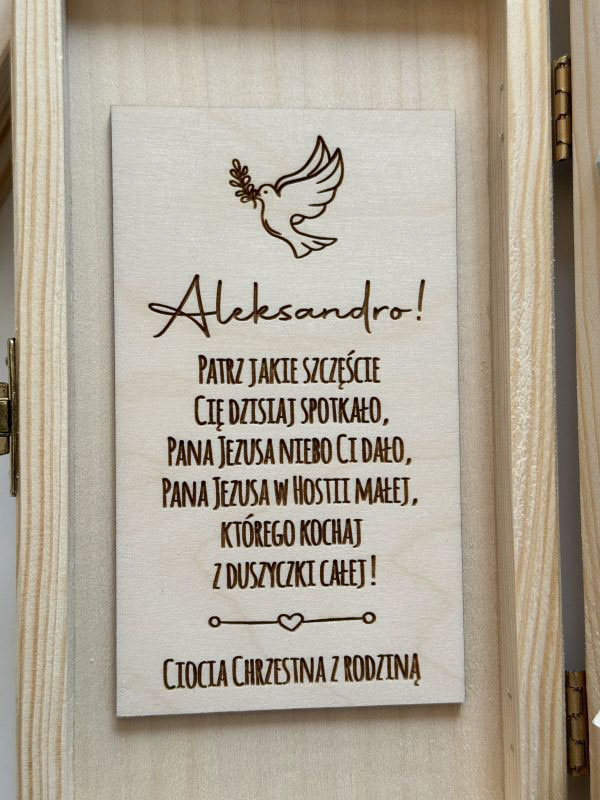 Aleksandro!
Patrz jakie szczęście
Cię dzisiaj spotkało,
Pana Jezusa niebo Ci dało,
Pana Jezusa w Hostii małej,
którego kochaj
z duszyczki całej!
Ciocia Chrzestna z rodziną